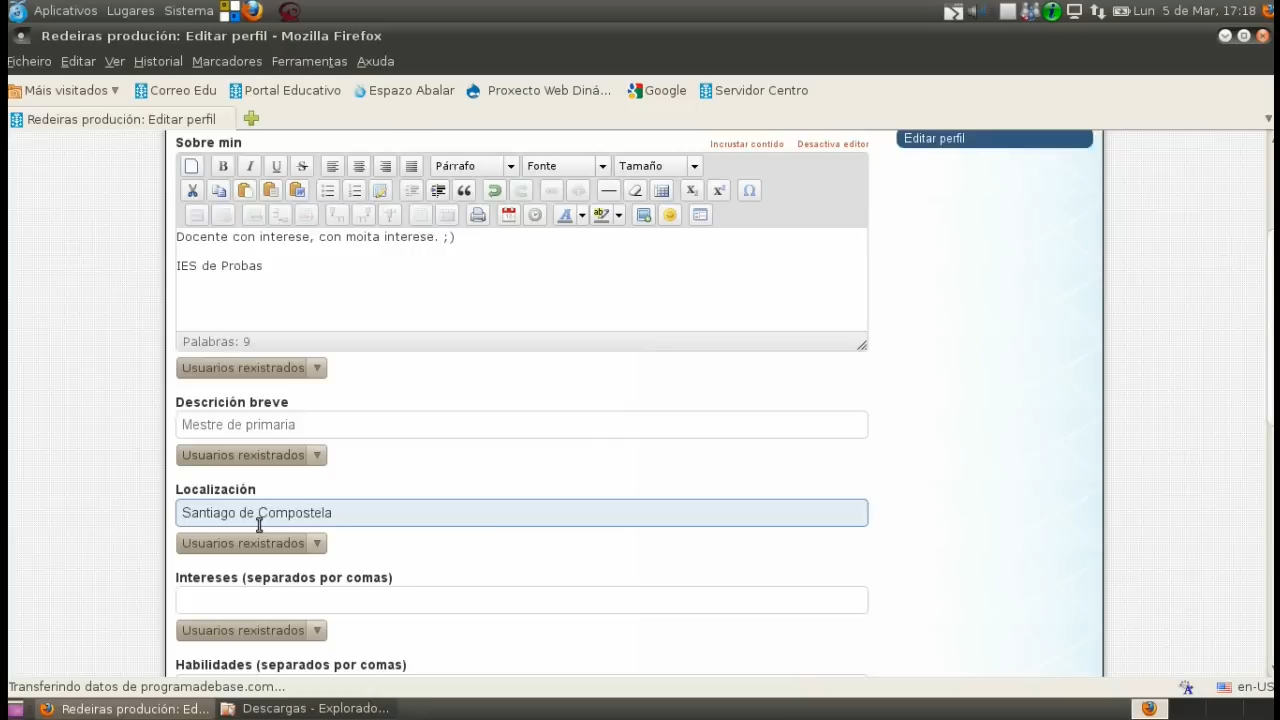 Aplicativos Lugares Sistema Lun 5 de Mar, 17:18
Redeiras produción: Editar perfil - Mozilla Firefox
Ficheiro Editar Ver Historial Marcadores Ferramentas Axuda
Máis visitados Correo Edu Portal Educativo Espazo Abalar Proxecto Web Diná... Google Servidor Centro
Redeiras produción: Editar perfil
Sobre min Incrustar contido Desactiva editor
Editar perfil
B I U S Párrafo Fonte Tamaño
Docente con interese, con moita interese. ;)
IES de Probas
Palabras: 9
Usuarios rexistrados
Descrición breve
Mestre de primaria
Usuarios rexistrados
Localización
Santiago de Compostela
Usuarios rexistrados
Intereses (separados por comas)
Usuarios rexistrados
Habilidades (separados por comas)
Transferindo datos de programadebase.com... en-US
Redeiras produción: Ed... Descargas - Explorado...